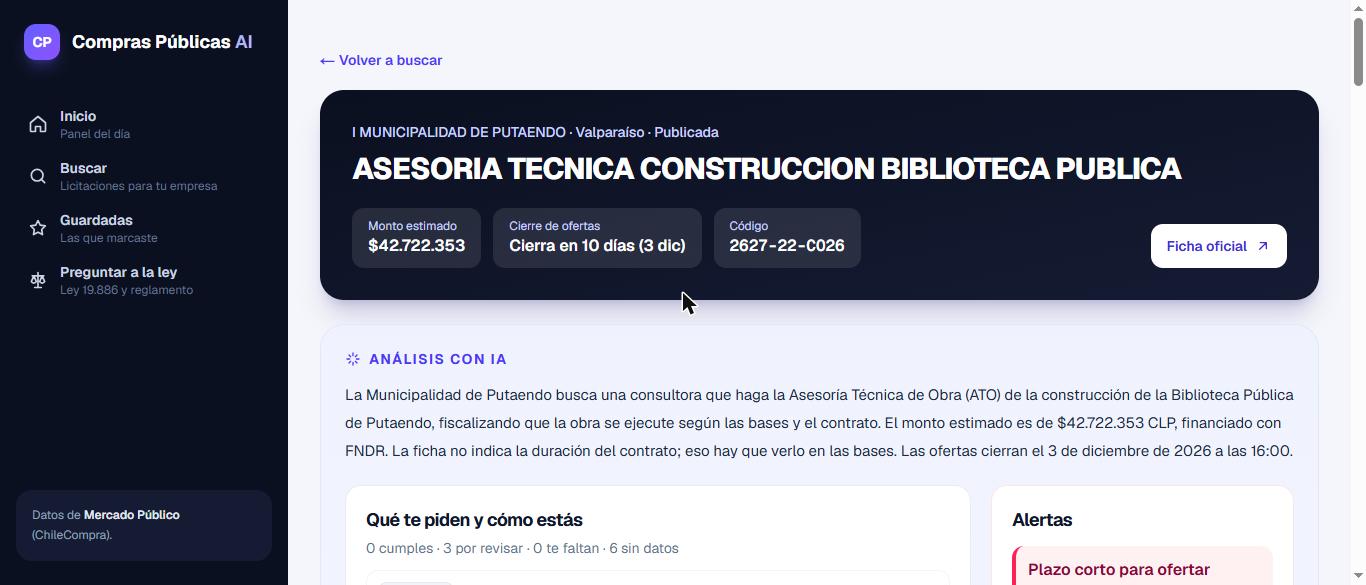 CP Compras Públicas AI
Inicio
Panel del día
Buscar
Licitaciones para tu empresa
Guardadas
Las que marcaste
Preguntar a la ley
Ley 19.886 y reglamento
Datos de Mercado Público
(ChileCompra).
← Volver a buscar
I MUNICIPALIDAD DE PUTAENDO · Valparaíso · Publicada
ASESORIA TECNICA CONSTRUCCION BIBLIOTECA PUBLICA
Monto estimado
$42.722.353
Cierre de ofertas
Cierra en 10 días (3 dic)
Código
2627-22-C026
Ficha oficial ↗
ANÁLISIS CON IA
La Municipalidad de Putaendo busca una consultora que haga la Asesoría Técnica de Obra (ATO) de la construcción de la Biblioteca Pública
de Putaendo, fiscalizando que la obra se ejecute según las bases y el contrato. El monto estimado es de $42.722.353 CLP, financiado con
FNDR. La ficha no indica la duración del contrato; eso hay que verlo en las bases. Las ofertas cierran el 3 de diciembre de 2026 a las 16:00.
Qué te piden y cómo estás
0 cumples · 3 por revisar · 0 te faltan · 6 sin datos
Alertas
Plazo corto para ofertar